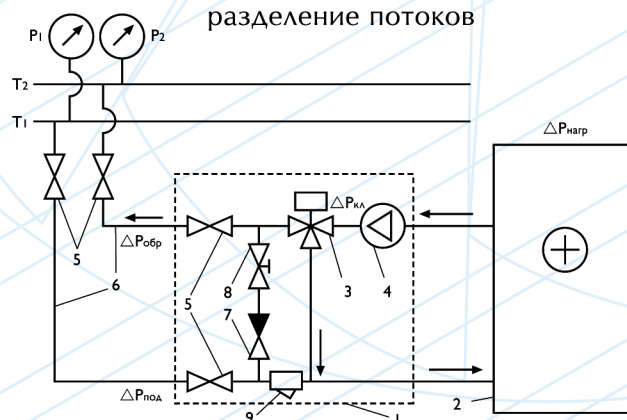 разделение потоков
P1
P2
T2
T1
△Pнагр
△Pкл
△Pобр
5
6
8
3
4
5
7
△Pпод
9
1
2